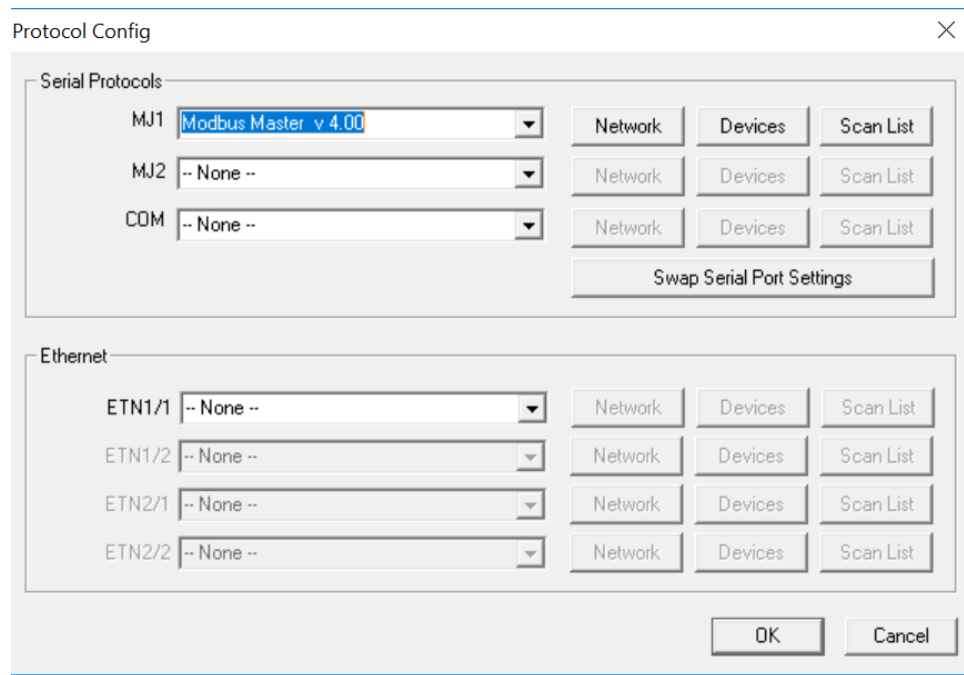 Protocol Config
Serial Protocols
MJ1 Modbus Master v 4.00 Network Devices Scan List
MJ2 -- None -- Network Devices Scan List
COM -- None -- Network Devices Scan List
Swap Serial Port Settings
Ethernet
ETN1/1 -- None -- Network Devices Scan List
ETN1/2 -- None -- Network Devices Scan List
ETN2/1 -- None -- Network Devices Scan List
ETN2/2 -- None -- Network Devices Scan List
OK Cancel